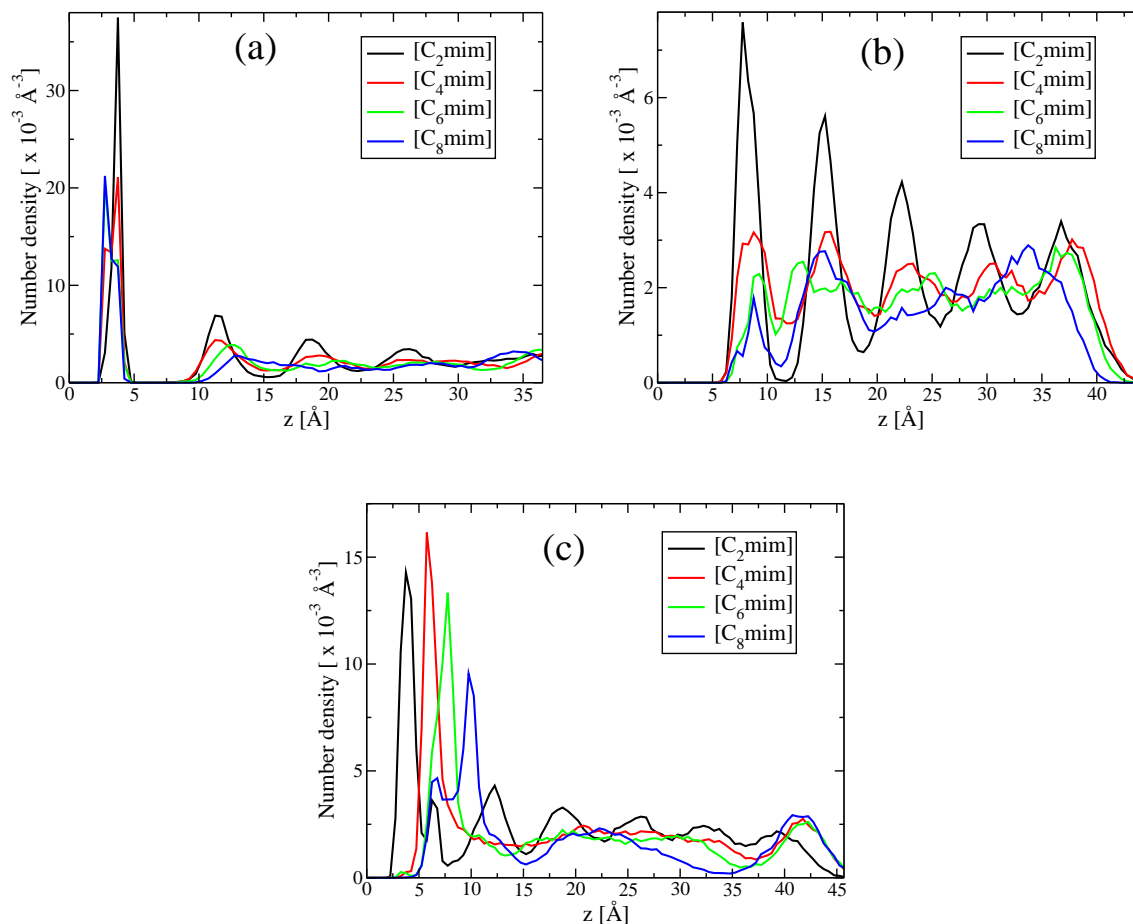 (a)
[C₂mim]
[C₄mim]
[C₆mim]
[C₈mim]
Number density [ x 10⁻³ Å⁻³]
30
20
10
0
0 5 10 15 20 25 30 35
z [Å]
(b)
[C₂mim]
[C₄mim]
[C₆mim]
[C₈mim]
Number density [ x 10⁻³ Å⁻³]
6
4
2
0
0 5 10 15 20 25 30 35 40
z [Å]
(c)
[C₂mim]
[C₄mim]
[C₆mim]
[C₈mim]
Number density [ x 10⁻³ Å⁻³]
15
10
5
0
0 5 10 15 20 25 30 35 40 45
z [Å]